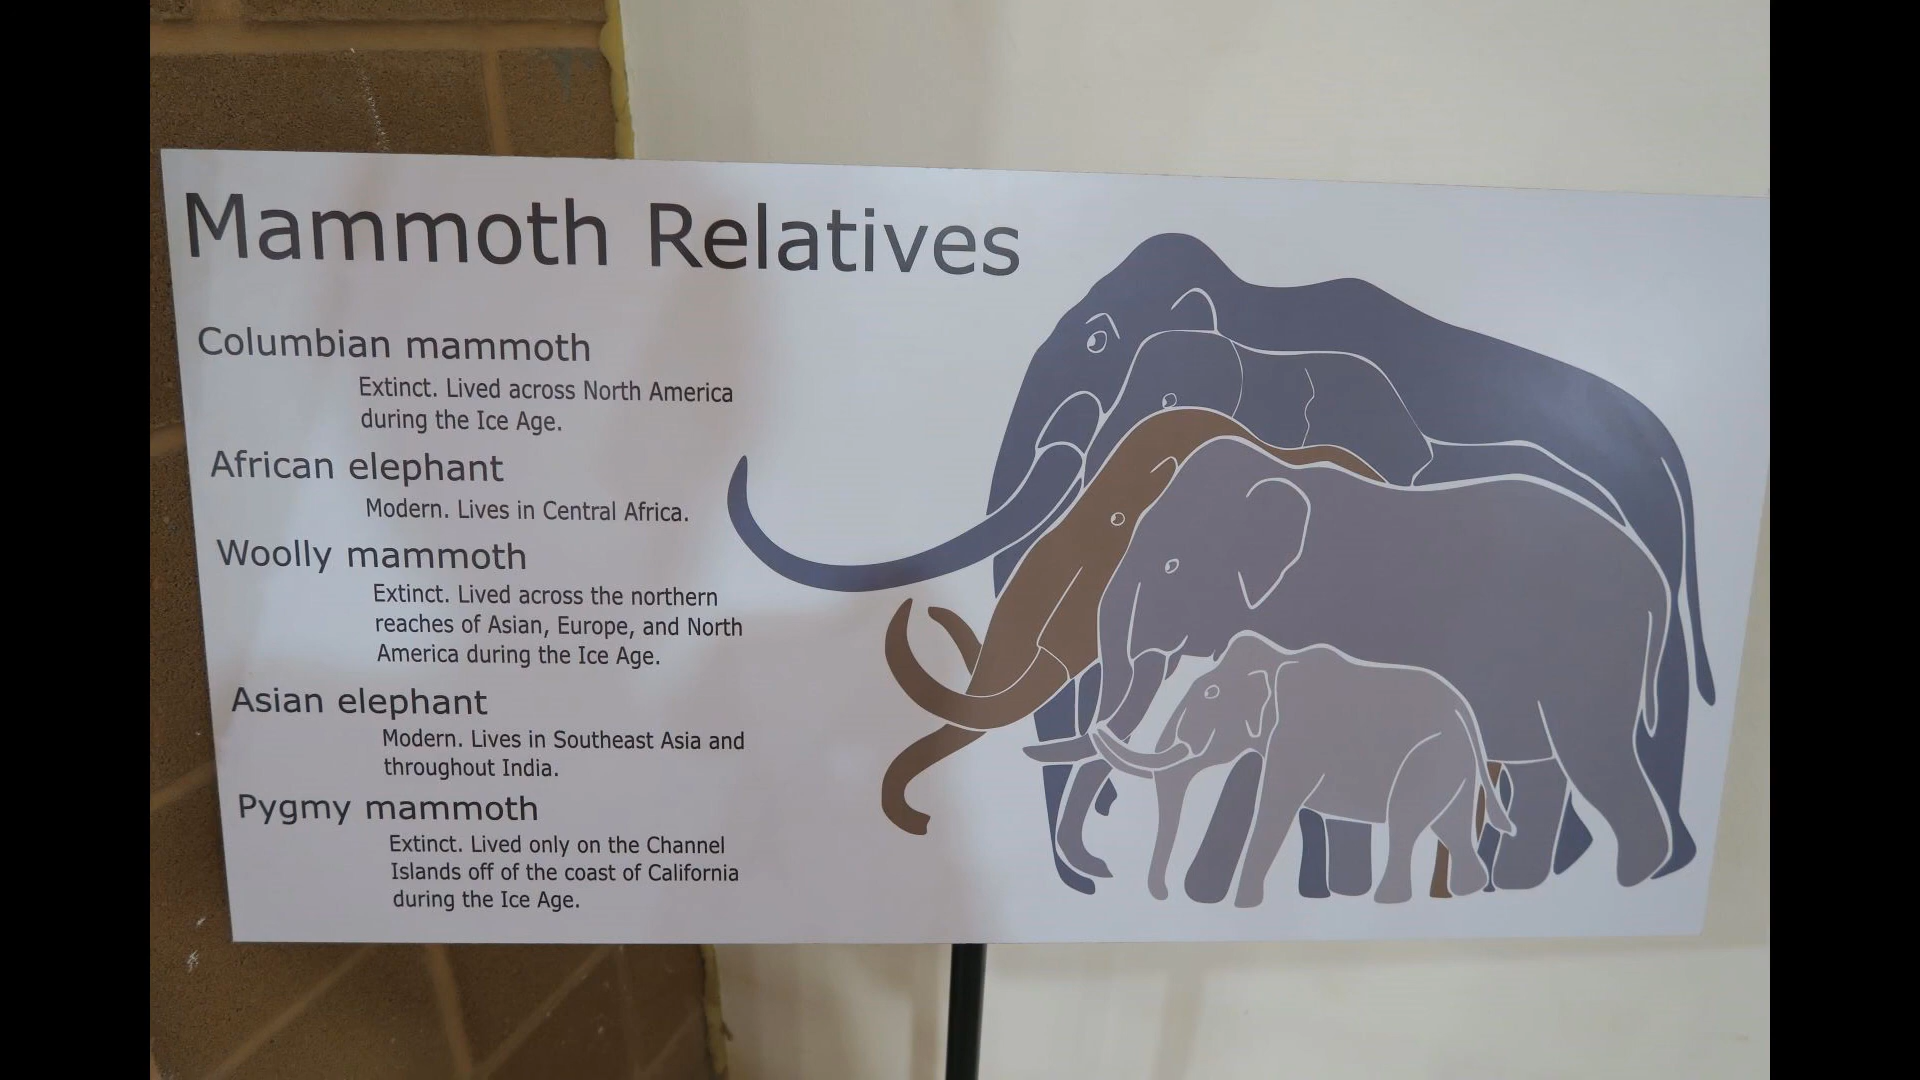 Mammoth Relatives
Columbian mammoth
Extinct. Lived across North America
during the Ice Age.
African elephant
Modern. Lives in Central Africa.
Woolly mammoth
Extinct. Lived across the northern
reaches of Asian, Europe, and North
America during the Ice Age.
Asian elephant
Modern. Lives in Southeast Asia and
throughout India.
Pygmy mammoth
Extinct. Lived only on the Channel
Islands off of the coast of California
during the Ice Age.